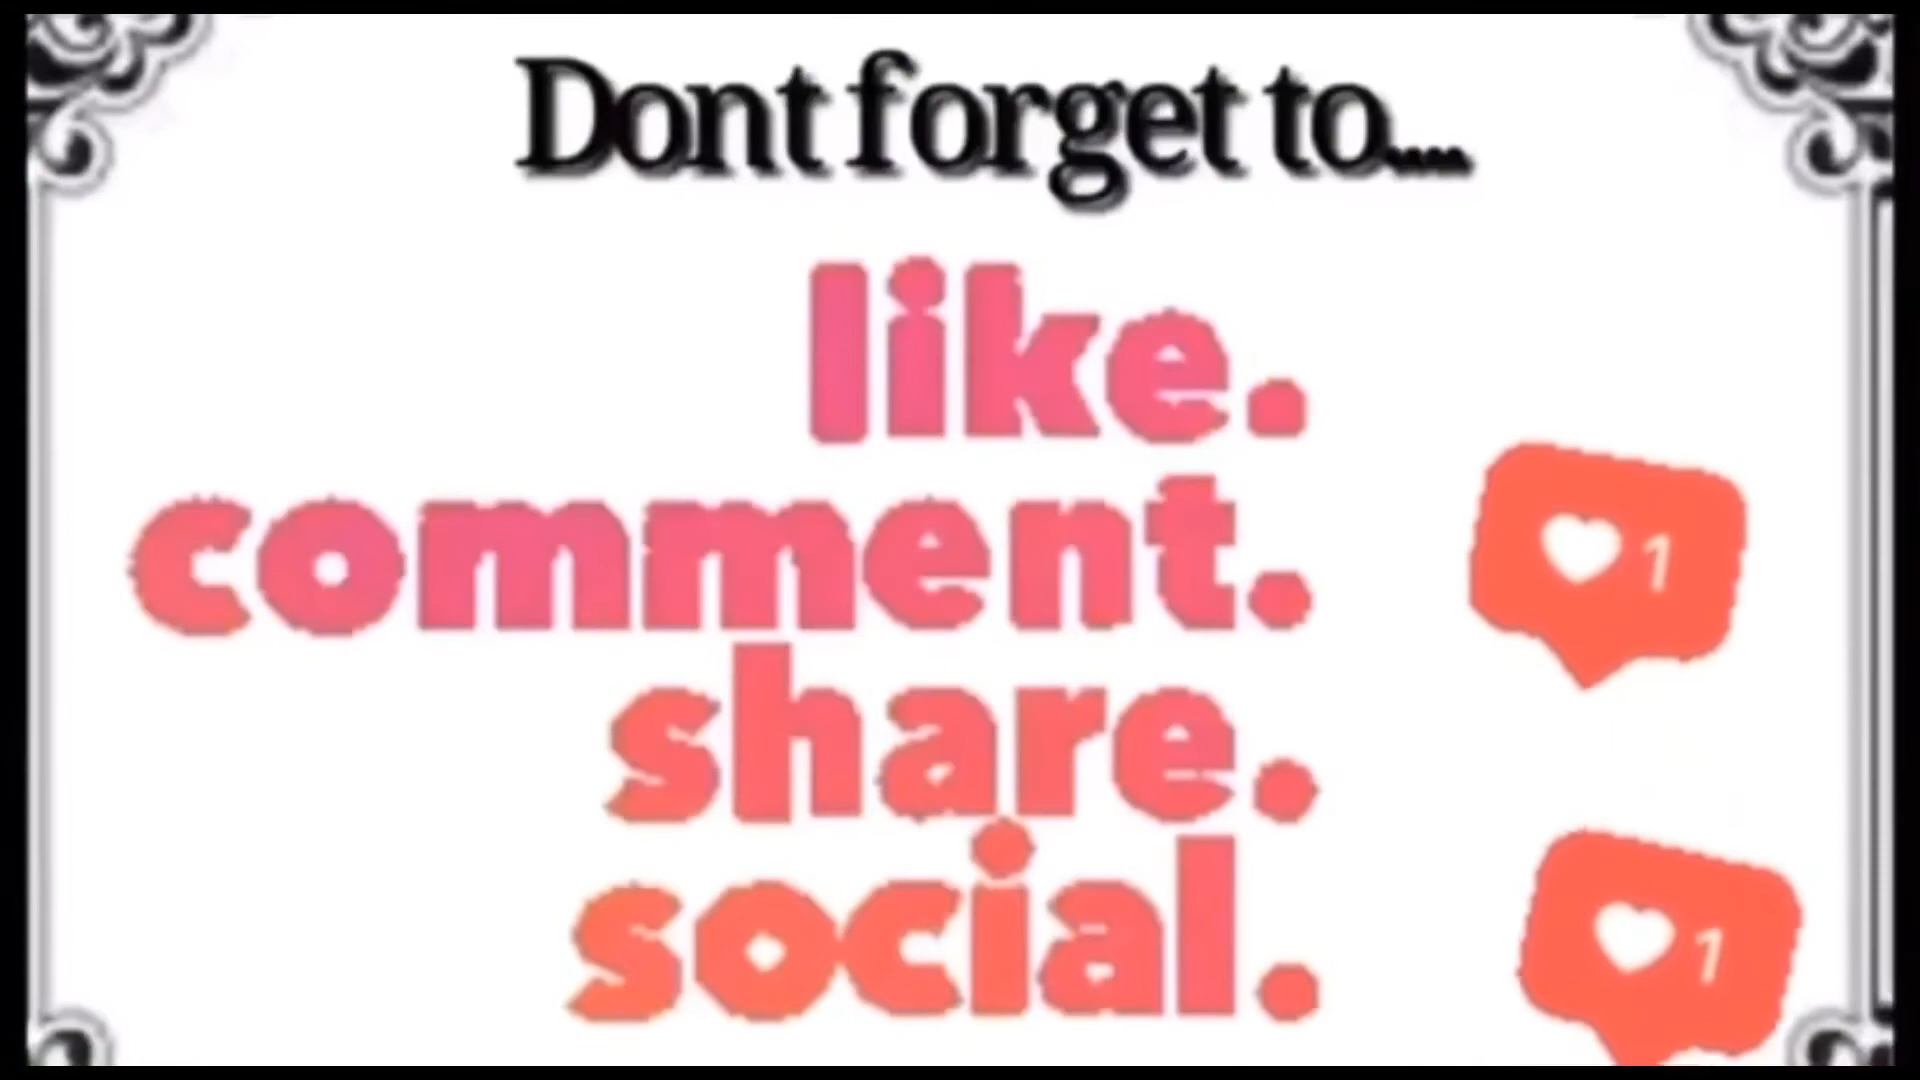 Dont forget to....
like.
comment.
1
share.
social.
1